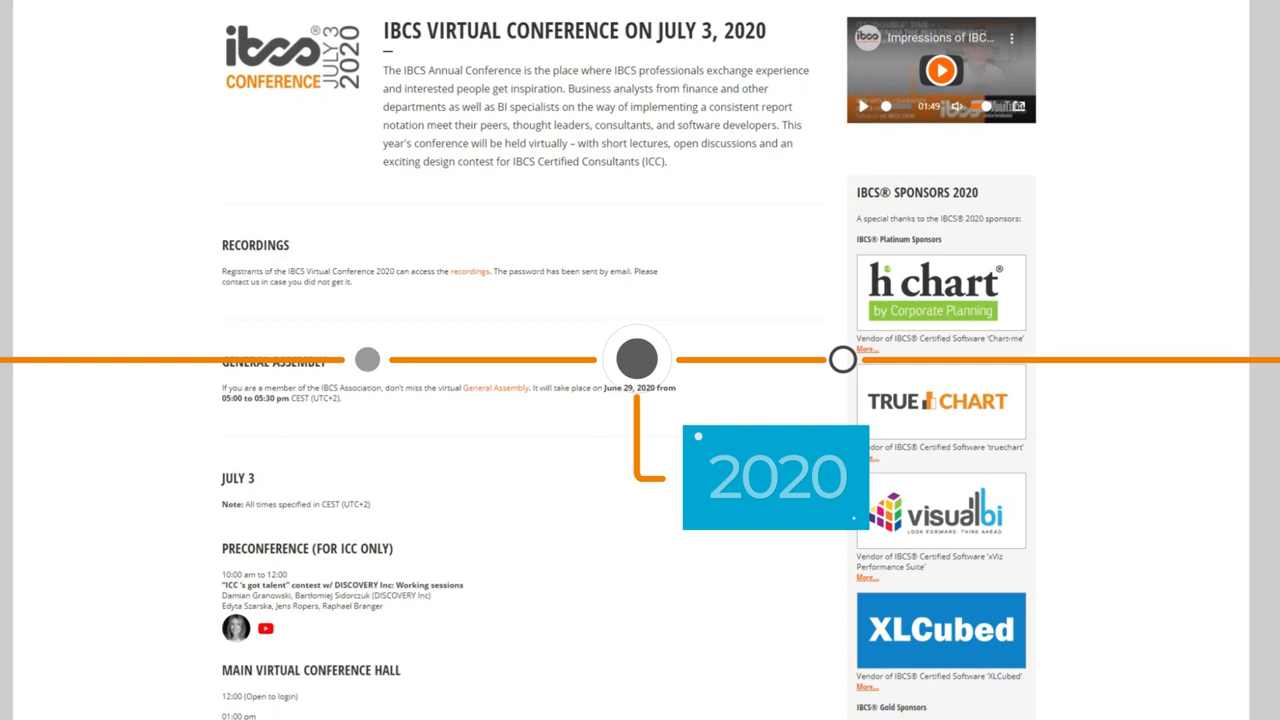 ibcs®
CONFERENCE
JULY 3
2020
IBCS VIRTUAL CONFERENCE ON JULY 3, 2020
The IBCS Annual Conference is the place where IBCS professionals exchange experience
and interested people get inspiration. Business analysts from finance and other
departments as well as BI specialists on the way of implementing a consistent report
notation meet their peers, thought leaders, consultants, and software developers. This
year's conference will be held virtually – with short lectures, open discussions and an
exciting design contest for IBCS Certified Consultants (ICC).
RECORDINGS
Registrants of the IBCS Virtual Conference 2020 can access the recordings. The password has been sent by email. Please
contact us in case you did not get it.
GENERAL ASSEMBLY
If you are a member of the IBCS Association, don't miss the virtual General Assembly. It will take place on June 29, 2020 from
05:00 to 05:30 pm CEST (UTC+2).
2020
JULY 3
Note: All times specified in CEST (UTC+2)
PRECONFERENCE (FOR ICC ONLY)
10:00 am to 12:00
"ICC 's got talent" contest w/ DISCOVERY Inc: Working sessions
Damian Granowski, Bartłomiej Sidorczuk (DISCOVERY Inc)
Edyta Szarska, Jens Ropers, Raphael Branger
MAIN VIRTUAL CONFERENCE HALL
12:00 (Open to login)
01:00 pm
ibcs
Impressions of IBC...
01:49
YouTube
IBCS® SPONSORS 2020
A special thanks to the IBCS® 2020 sponsors:
IBCS® Platinum Sponsors
hi chart®
by Corporate Planning
Vendor of IBCS® Certified Software 'Chart-me'
More...
TRUE CHART
dor of IBCS® Certified Software 'truechart'
visualbi
LOOK FORWARD. THINK AHEAD.
Vendor of IBCS® Certified Software 'xViz
Performance Suite'
More...
XLCubed
Vendor of IBCS® Certified Software 'XLCubed'
More...
IBCS® Gold Sponsors